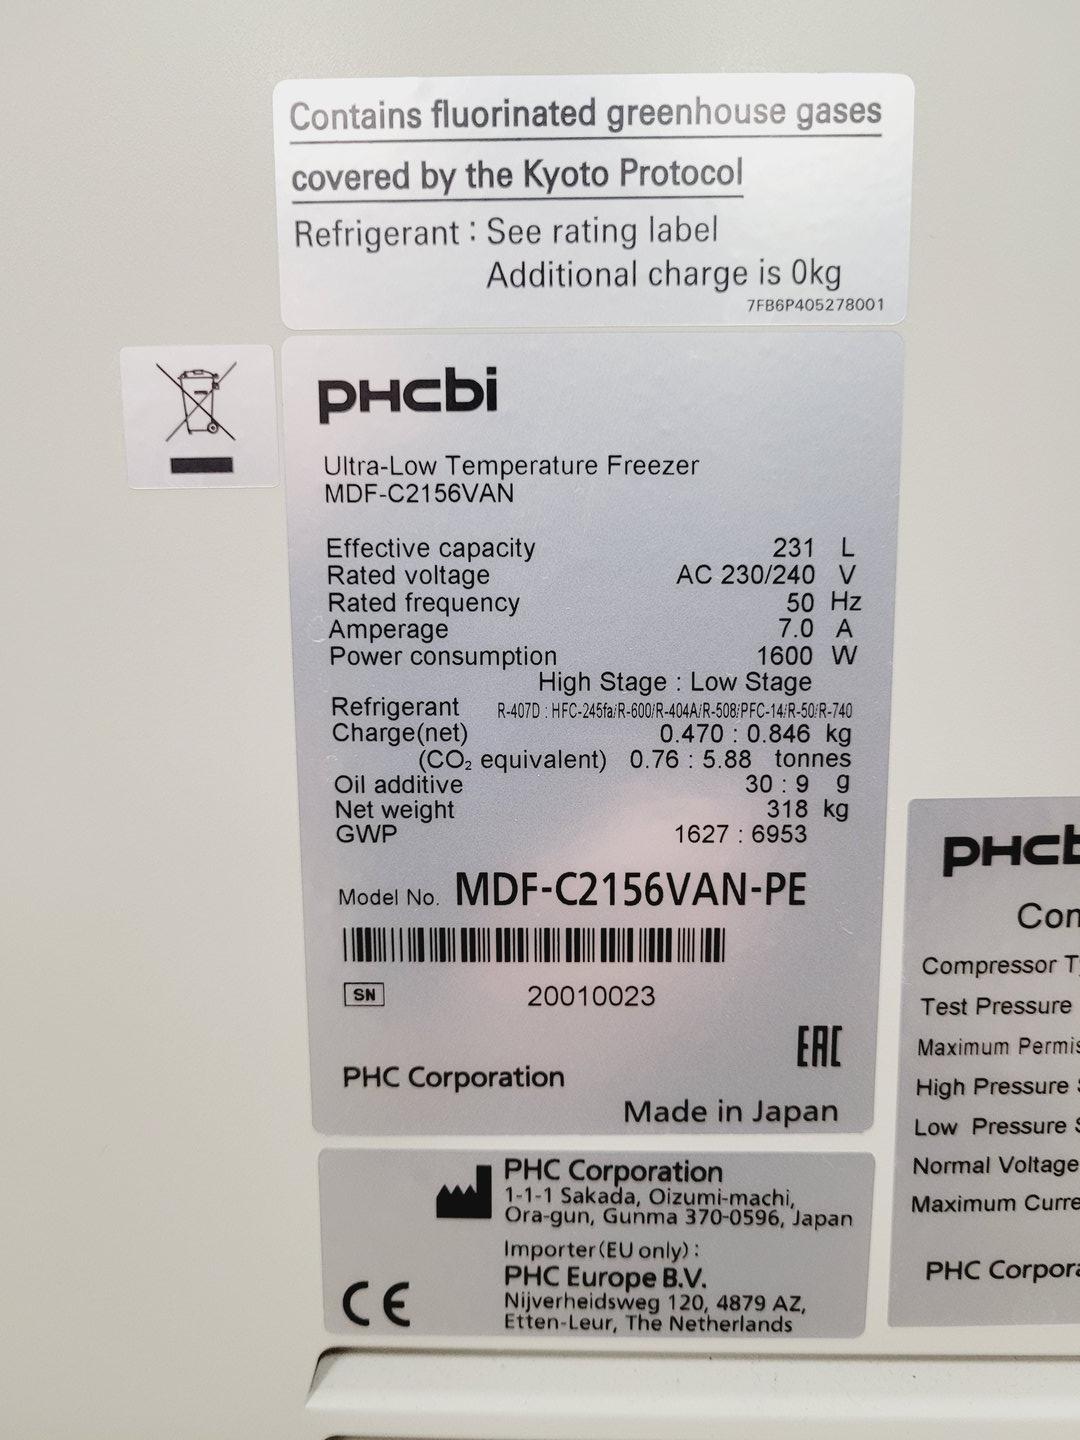 Contains fluorinated greenhouse gases
covered by the Kyoto Protocol
Refrigerant : See rating label
Additional charge is 0kg
7FB6P405278001
PHCbi
Ultra-Low Temperature Freezer
MDF-C2156VAN
Effective capacity 231 L
Rated voltage AC 230/240 V
Rated frequency 50 Hz
Amperage 7.0 A
Power consumption 1600 W
High Stage : Low Stage
Refrigerant R-407D : HFC-245fa/R-600/R-404A/R-508/PFC-14/R-50/R-740
Charge(net) 0.470 : 0.846 kg
(CO₂ equivalent) 0.76 : 5.88 tonnes
Oil additive 30 : 9 g
Net weight 318 kg
GWP 1627 : 6953
Model No. MDF-C2156VAN-PE
SN 20010023
EAC
PHC Corporation
Made in Japan
PHC Corporation
1-1-1 Sakada, Oizumi-machi,
Ora-gun, Gunma 370-0596, Japan
Importer(EU only) :
PHC Europe B.V.
Nijverheidsweg 120, 4879 AZ,
Etten-Leur, The Netherlands
CE
PHCb
Compressor
Test Pressure
Maximum
High Pressure
Low Pressure
Normal Voltage
Maximum
PHC